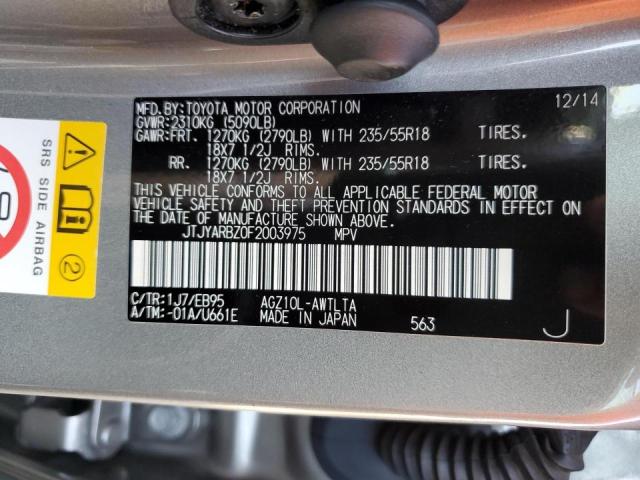 MFD.BY:TOYOTA MOTOR CORPORATION 12/14
GVWR:2310KG (5090LB)
GAWR:FRT. 1270KG (2790LB) WITH 235/55R18 TIRES.
18X7 1/2J RIMS.
RR. 1270KG (2790LB) WITH 235/55R18 TIRES.
18X7 1/2J RIMS.
THIS VEHICLE CONFORMS TO ALL APPLICABLE FEDERAL MOTOR
VEHICLE SAFETY AND THEFT PREVENTION STANDARDS IN EFFECT ON
THE DATE OF MANUFACTURE SHOWN ABOVE.
JTJYARBZ0F2003975 MPV
C/TR:1J7/EB95 AGZ10L-AWTLTA
A/TM:-01A/U661E MADE IN JAPAN 563 J
SRS SIDE AIRBAG
2